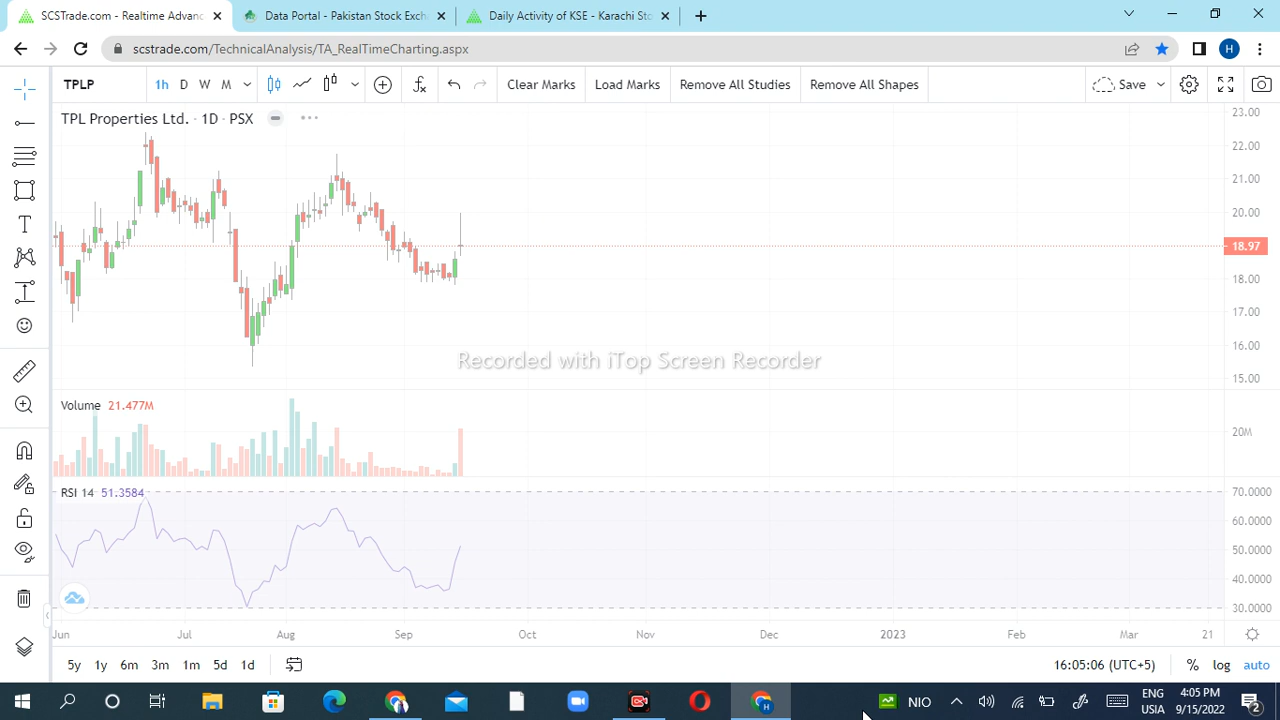 SCSTrade.com - Realtime Advanc
Data Portal - Pakistan Stock Exch
Daily Activity of KSE - Karachi Sto
scstrade.com/TechnicalAnalysis/TA_RealTimeCharting.aspx
H
TPLP
1h D W M
Clear Marks
Load Marks
Remove All Studies
Remove All Shapes
Save
TPL Properties Ltd. · 1D · PSX
23.00
22.00
21.00
20.00
18.97
18.00
17.00
16.00
15.00
Recorded with iTop Screen Recorder
Volume 21.477M
20M
RSI 14 51.3584
70.0000
60.0000
50.0000
40.0000
30.0000
Jun Jul Aug Sep Oct Nov Dec 2023 Feb Mar 21
5y 1y 6m 3m 1m 5d 1d
16:05:06 (UTC+5)
% log auto
NIO
ENG
USIA
4:05 PM
9/15/2022
2